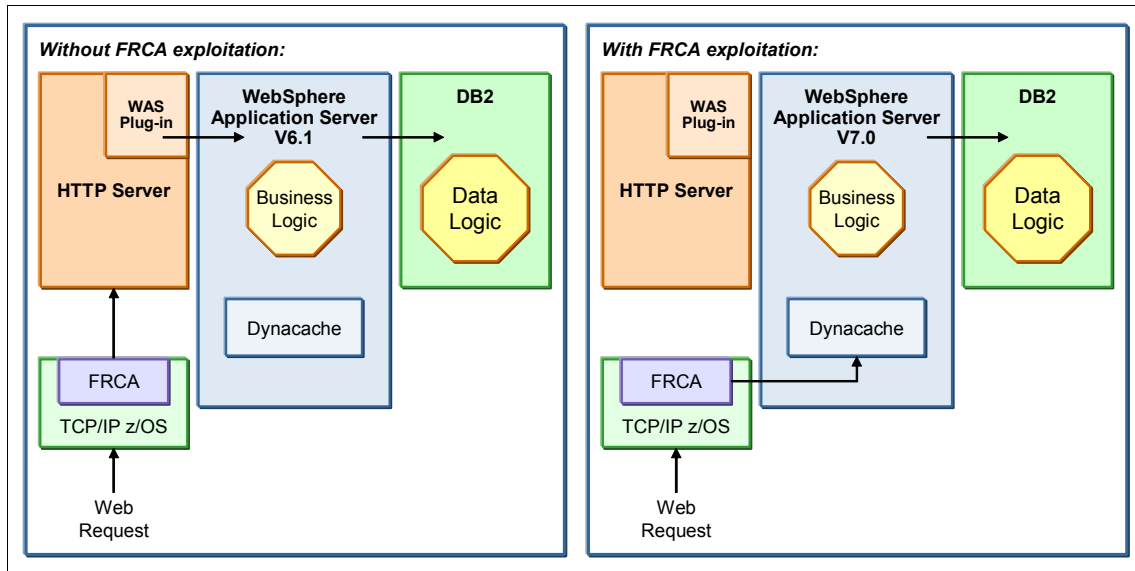 Without FRCA exploitation:
WAS
Plug-in
HTTP Server
WebSphere
Application Server
V6.1
Business
Logic
Dynacache
DB2
Data
Logic
FRCA
TCP/IP z/OS
Web
Request
With FRCA exploitation:
WAS
Plug-in
HTTP Server
WebSphere
Application Server
V7.0
Business
Logic
Dynacache
DB2
Data
Logic
FRCA
TCP/IP z/OS
Web
Request